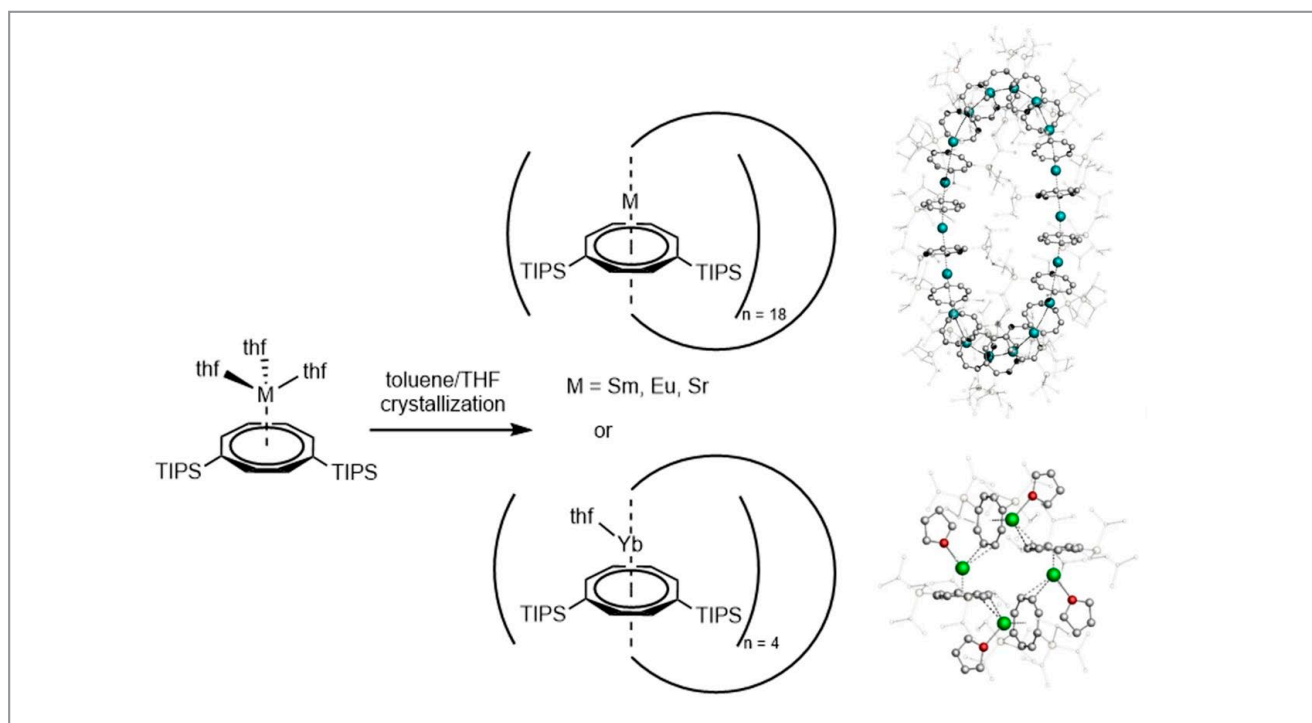 M
TIPS TIPS
n = 18
thf
thf thf
M
TIPS TIPS
toluene/THF
crystallization
M = Sm, Eu, Sr
or
thf
Yb
TIPS TIPS
n = 4